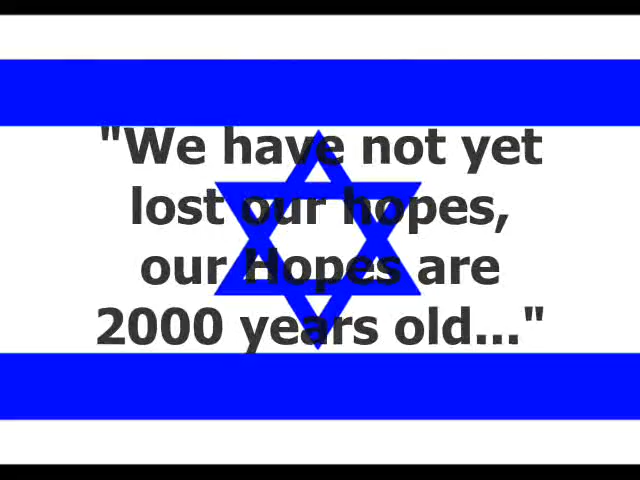 "We have not yet
lost our hopes,
our Hopes are
2000 years old..."